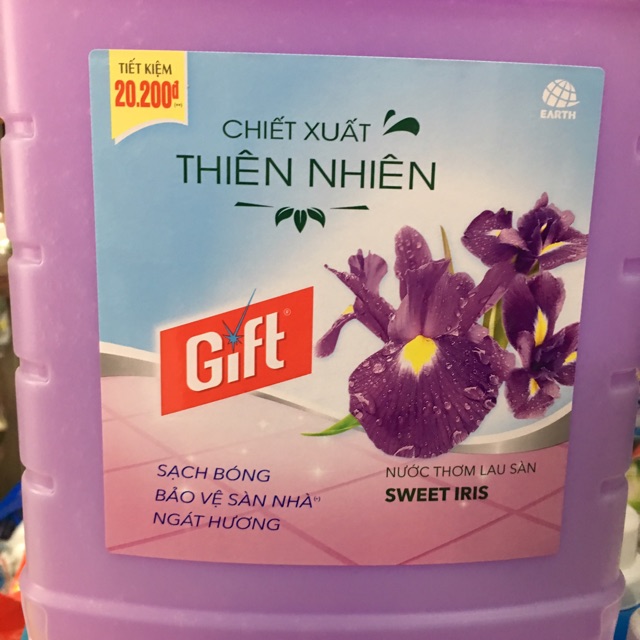 TIẾT KIỆM
20.200đ
(**)
EARTH
CHIẾT XUẤT
THIÊN NHIÊN
Gift®
SẠCH BÓNG
BẢO VỆ SÀN NHÀ(*)
NGÁT HƯƠNG
NƯỚC THƠM LAU SÀN
SWEET IRIS